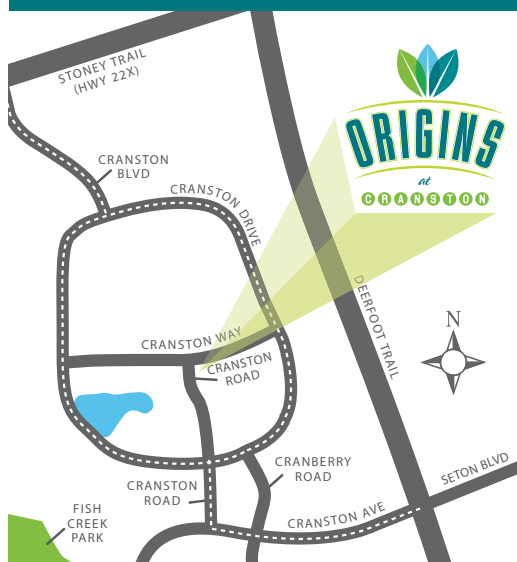 STONEY TRAIL
(HWY 22X)
ORIGINS
at
CRANSTON
CRANSTON
BLVD
CRANSTON DRIVE
DEERFOOT TRAIL
N
CRANSTON WAY
CRANSTON
ROAD
CRANBERRY
ROAD
SETON BLVD
CRANSTON
ROAD
CRANSTON AVE
FISH
CREEK
PARK